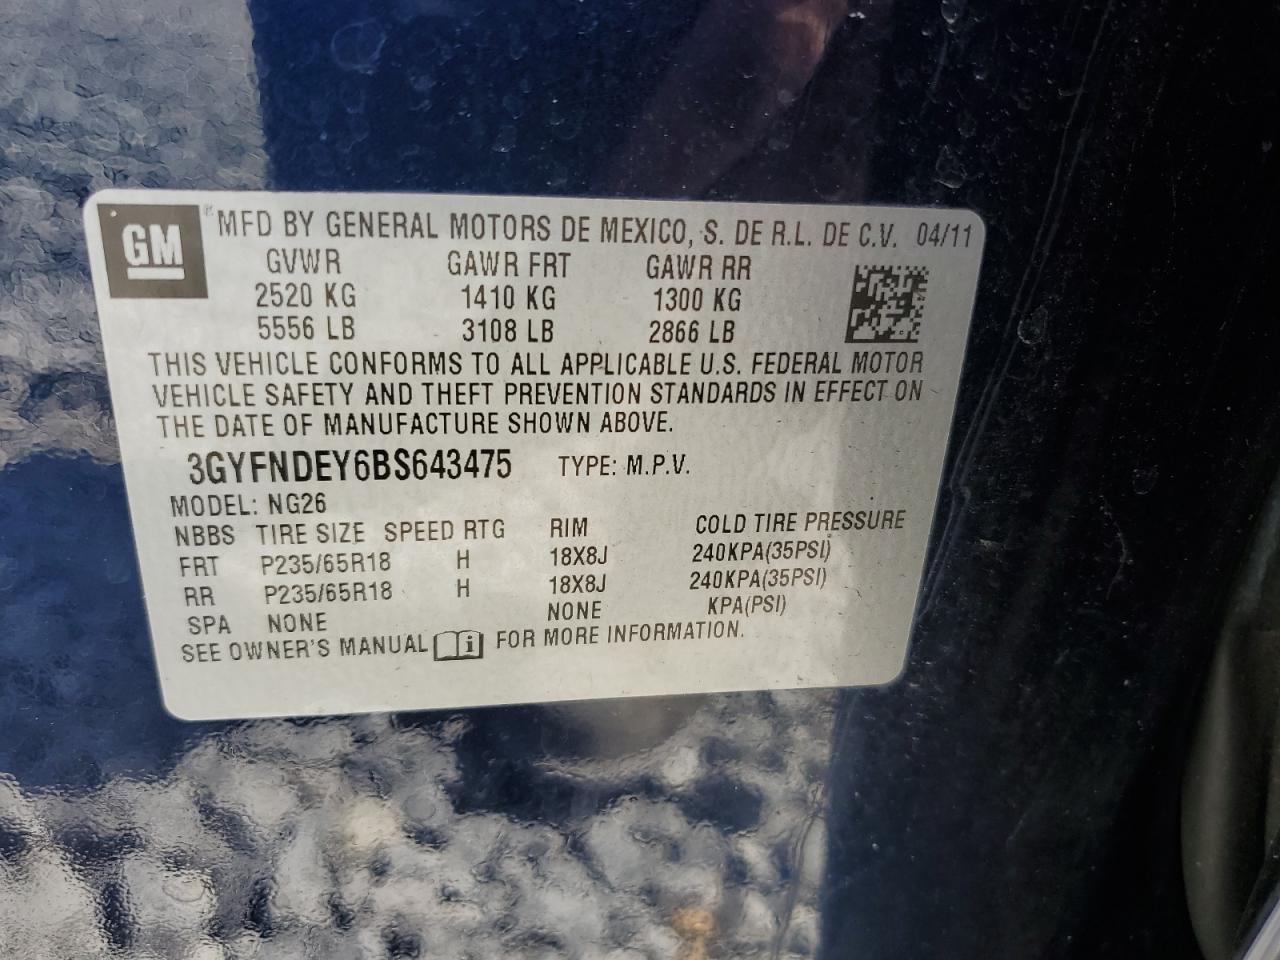 GM ® MFD BY GENERAL MOTORS DE MEXICO, S. DE R.L. DE C.V. 04/11
GVWR GAWR FRT GAWR RR
2520 KG 1410 KG 1300 KG
5556 LB 3108 LB 2866 LB
THIS VEHICLE CONFORMS TO ALL APPLICABLE U.S. FEDERAL MOTOR
VEHICLE SAFETY AND THEFT PREVENTION STANDARDS IN EFFECT ON
THE DATE OF MANUFACTURE SHOWN ABOVE.
3GYFNDEY6BS643475 TYPE: M.P.V.
MODEL: NG26
NBBS TIRE SIZE SPEED RTG RIM COLD TIRE PRESSURE
FRT P235/65R18 H 18X8J 240KPA(35PSI)
RR P235/65R18 H 18X8J 240KPA(35PSI)
SPA NONE NONE KPA(PSI)
SEE OWNER'S MANUAL i FOR MORE INFORMATION.